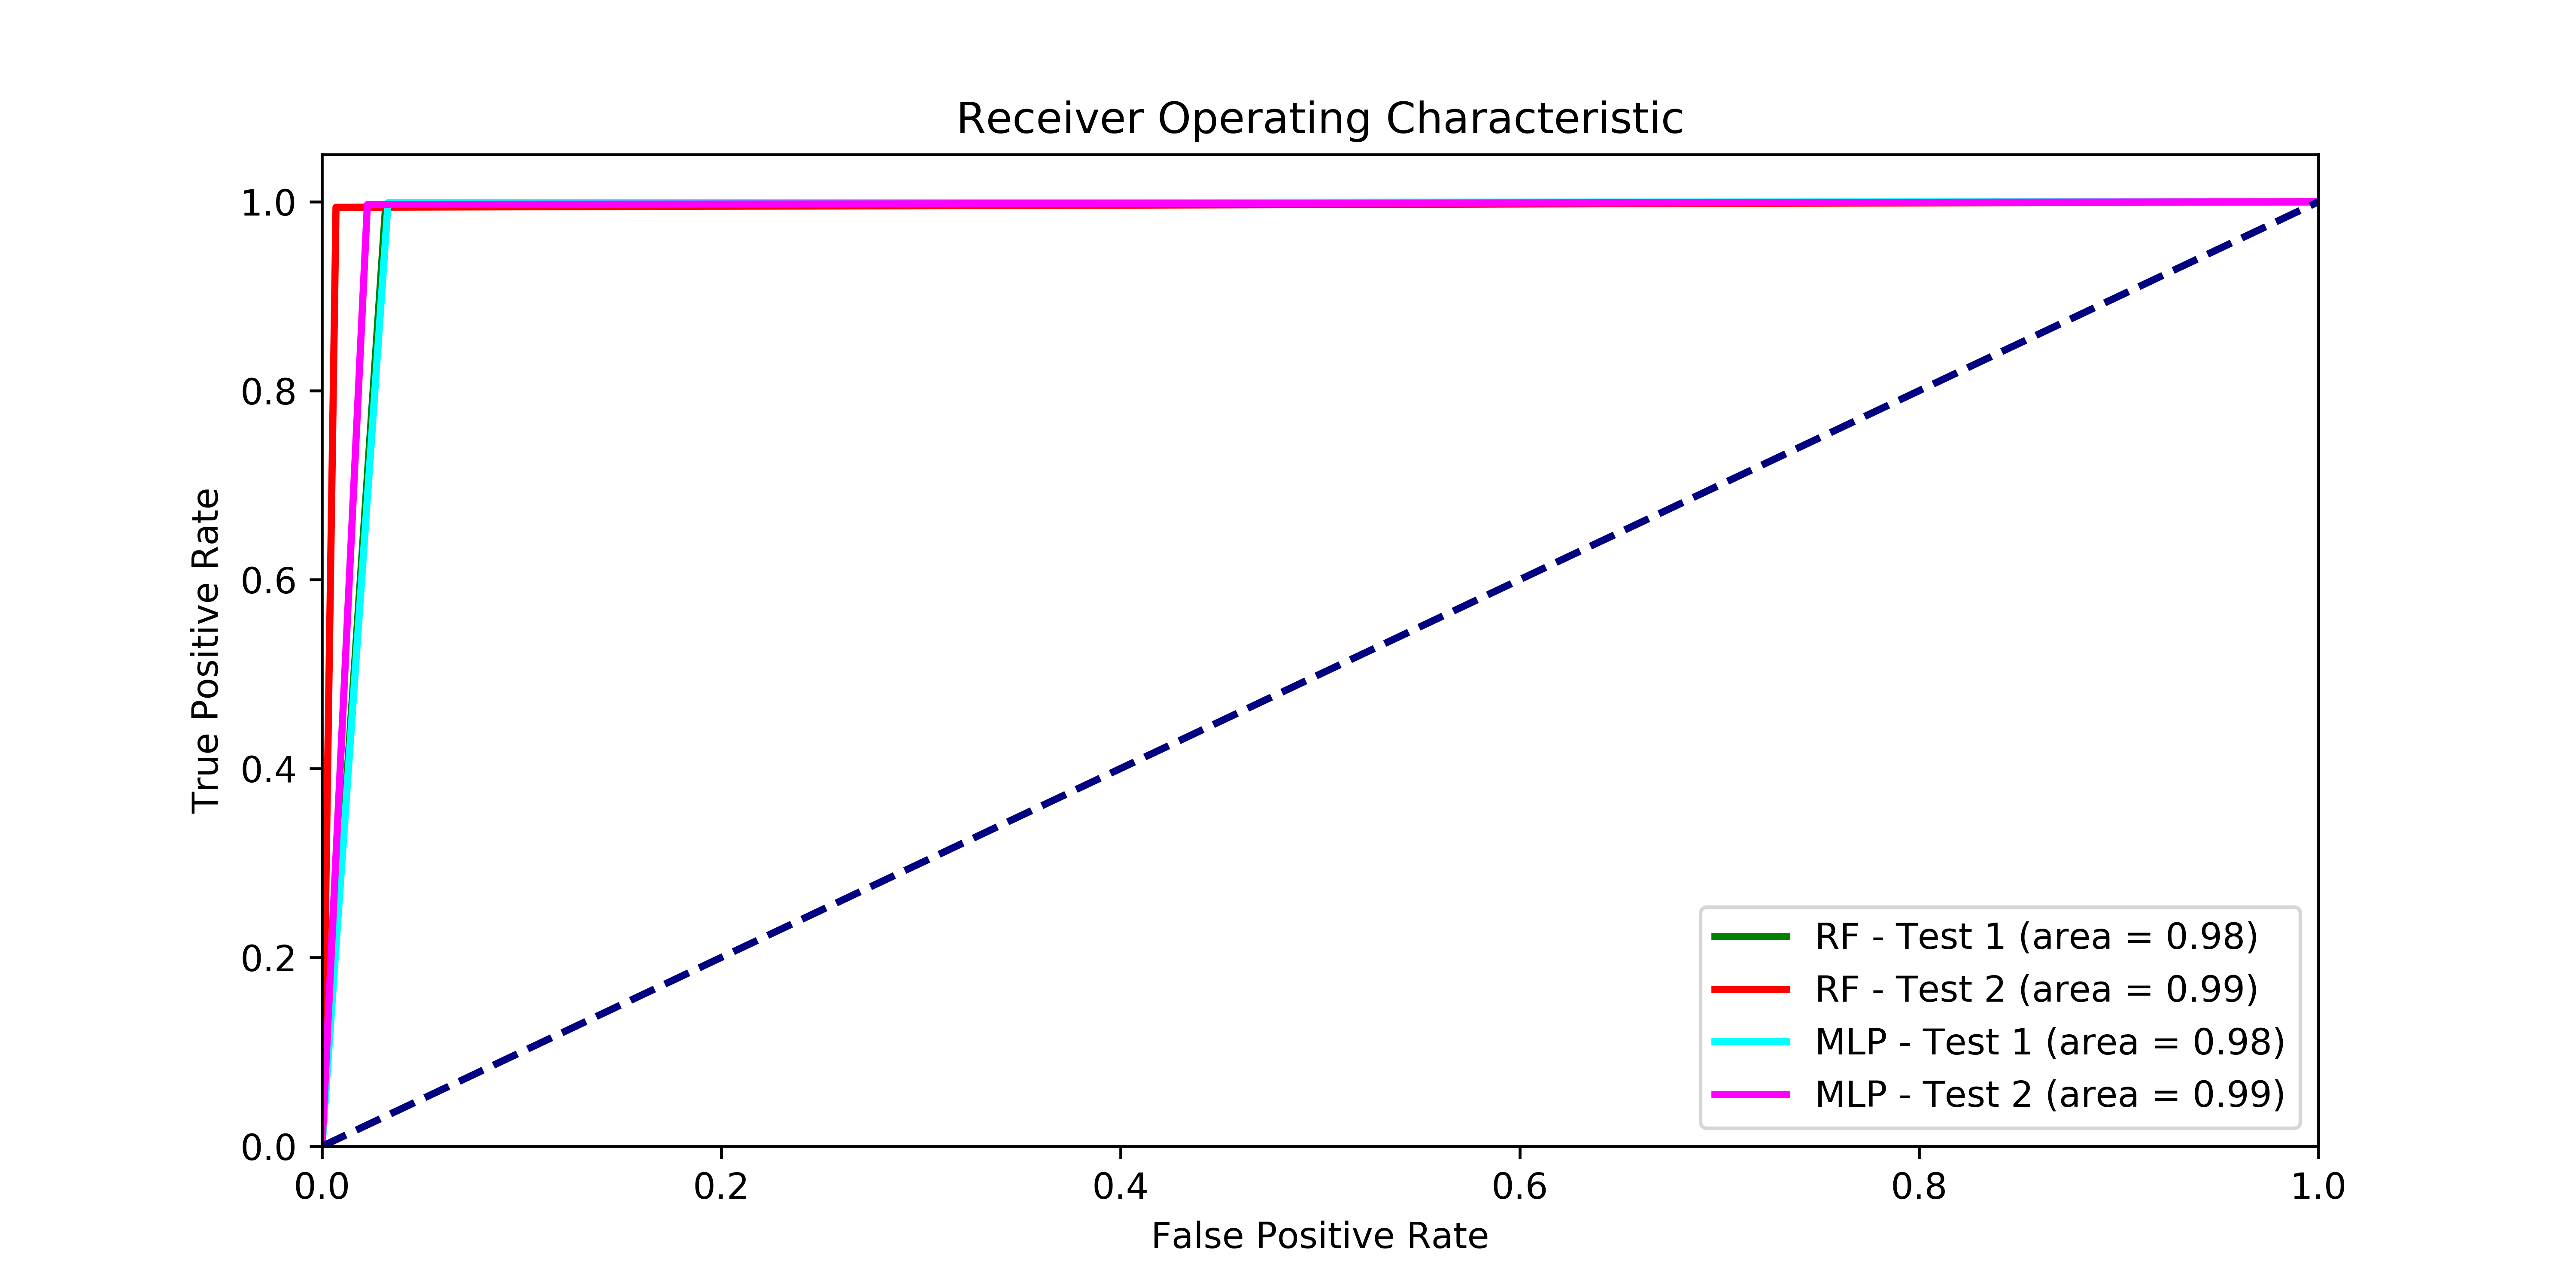 Receiver Operating Characteristic
1.0
0.8
0.6
0.4
0.2
0.0
True Positive Rate
0.0 0.2 0.4 0.6 0.8 1.0
False Positive Rate
RF - Test 1 (area = 0.98)
RF - Test 2 (area = 0.99)
MLP - Test 1 (area = 0.98)
MLP - Test 2 (area = 0.99)